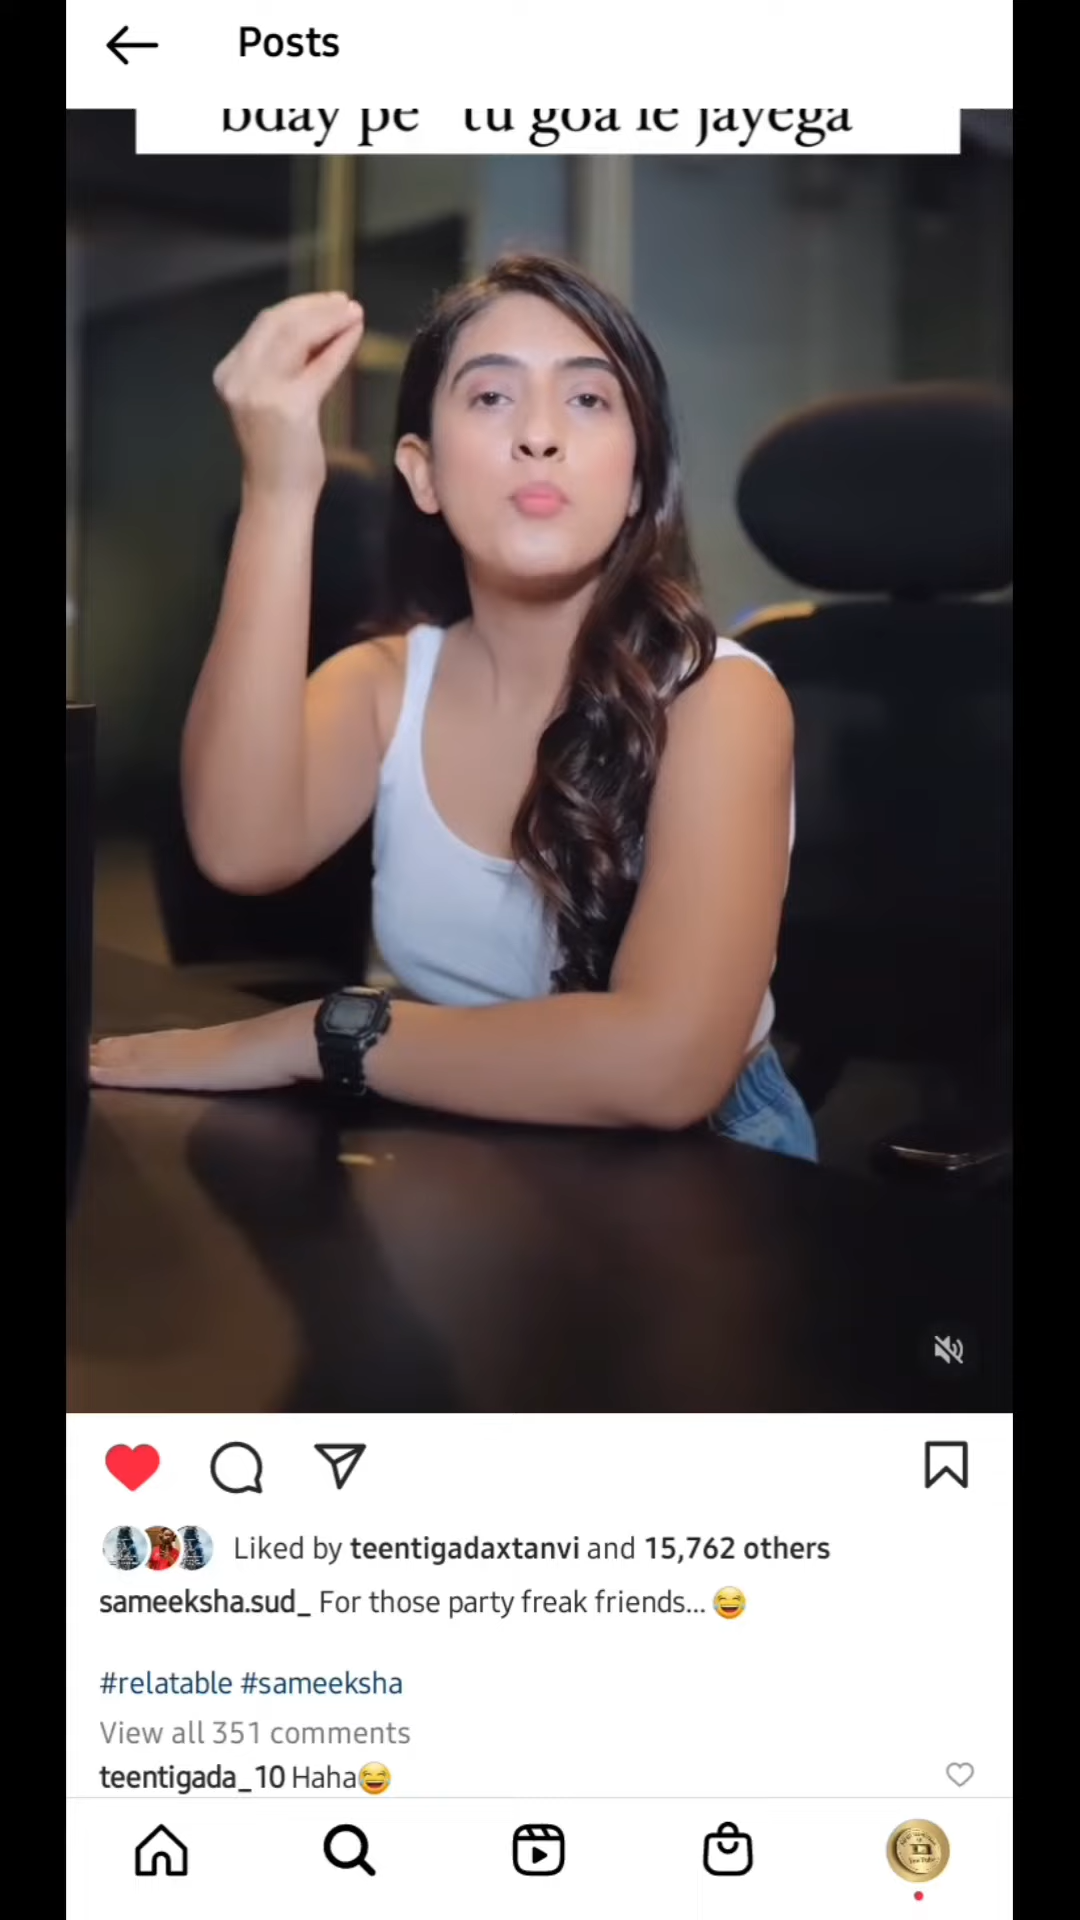 Posts
bday pe tu goa le jayega
Liked by teentigadaxtanvi and 15,762 others
sameeksha.sud_ For those party freak friends... 😂
#relatable #sameeksha
View all 351 comments
teentigada_10 Haha😂